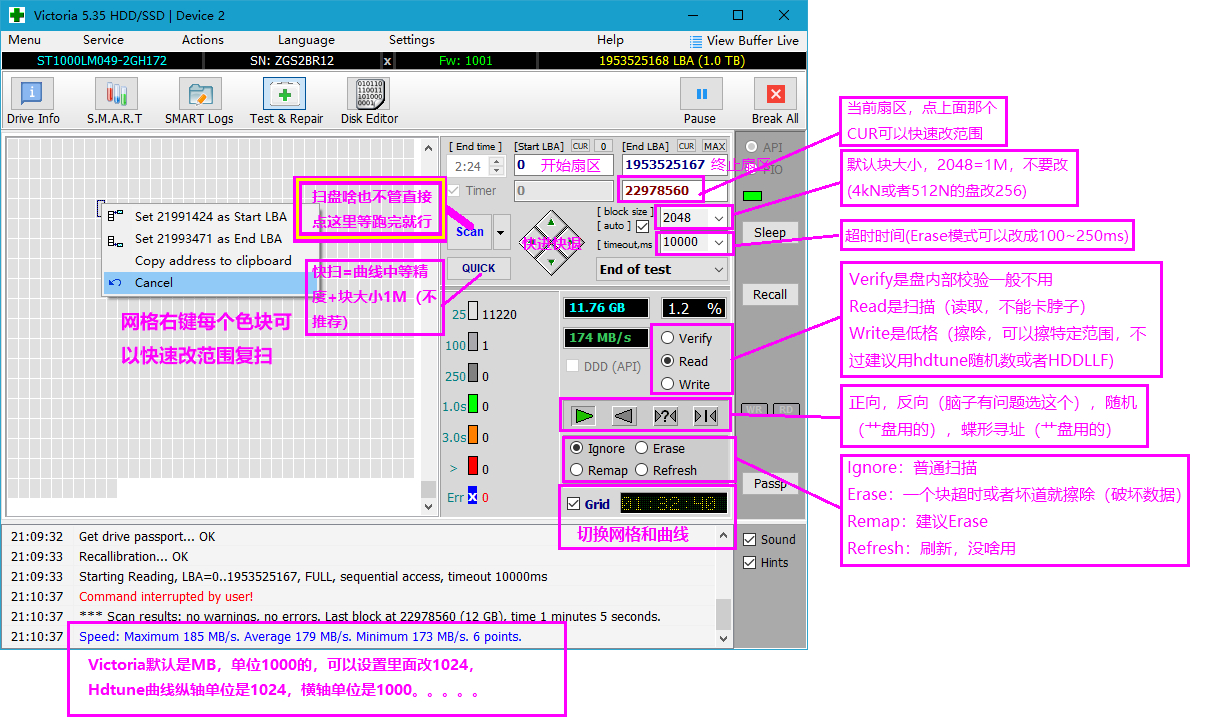 Victoria 5.35 HDD/SSD | Device 2
Menu Service Actions Language Settings Help View Buffer Live
ST1000LM049-2GH172 SN: ZGS2BR12 x Fw: 1001 1953525168 LBA (1.0 TB)
Drive Info S.M.A.R.T SMART Logs Test & Repair Disk Editor Pause Break All
[ End time ] [Start LBA] CUR 0 [End LBA] CUR MAX
2:24 0 开始扇区 1953525167 终止扇区
Timer 0 22978560
API
PIO
当前扇区，点上面那个
CUR可以快速改范围
默认块大小，2048=1M，不要改
(4kN或者512N的盘改256)
扫盘啥也不管直接
点这里等跑完就行
Set 21991424 as Start LBA
Set 21993471 as End LBA
Copy address to clipboard
Cancel
Scan
快进快退
QUICK
[ block size ] 2048
[ auto ]
[ timeout,ms 10000
End of test
Sleep
Recall
超时时间(Erase模式可以改成100~250ms)
快扫=曲线中等精
度+块大小1M（不
推荐）
网格右键每个色块可
以快速改范围复扫
25 11220
100 1
250 0
1.0s 0
3.0s 0
> 0
Err x 0
11.76 GB 1.2 %
174 MB/s
DDD (API)
Verify
Read
Write
Verify是盘内部校验一般不用
Read是扫描（读取，不能卡脖子）
Write是低格（擦除，可以擦特定范围，不
过建议用hdtune随机数或者HDDLLF)
WR RD
正向，反向（脑子有问题选这个），随机
（艹盘用的），蝶形寻址（艹盘用的）
Ignore Erase
Remap Refresh
Passp
Ignore：普通扫描
Erase：一个块超时或者坏道就擦除（破坏数据）
Remap：建议Erase
Refresh：刷新，没啥用
Grid 01:32:40
切换网格和曲线
Sound
Hints
21:09:32 Get drive passport... OK
21:09:33 Recallibration... OK
21:09:33 Starting Reading, LBA=0..1953525167, FULL, sequential access, timeout 10000ms
21:10:37 Command interrupted by user!
21:10:37 *** Scan results: no warnings, no errors. Last block at 22978560 (12 GB), time 1 minutes 5 seconds.
21:10:37 Speed: Maximum 185 MB/s. Average 179 MB/s. Minimum 173 MB/s. 6 points.
Victoria默认是MB，单位1000的，可以设置里面改1024，
Hdtune曲线纵轴单位是1024，横轴单位是1000。。。。。